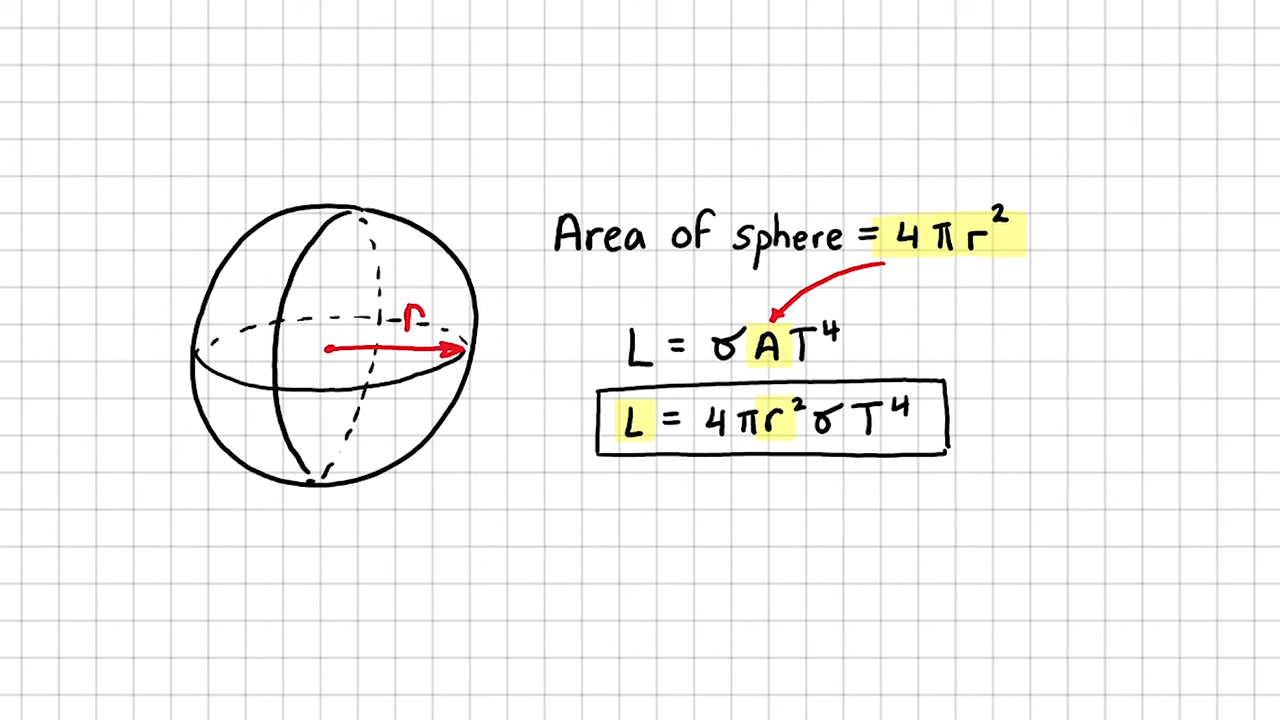 Area of sphere = 4πr²
r
L = σAT⁴
L = 4πr²σT⁴